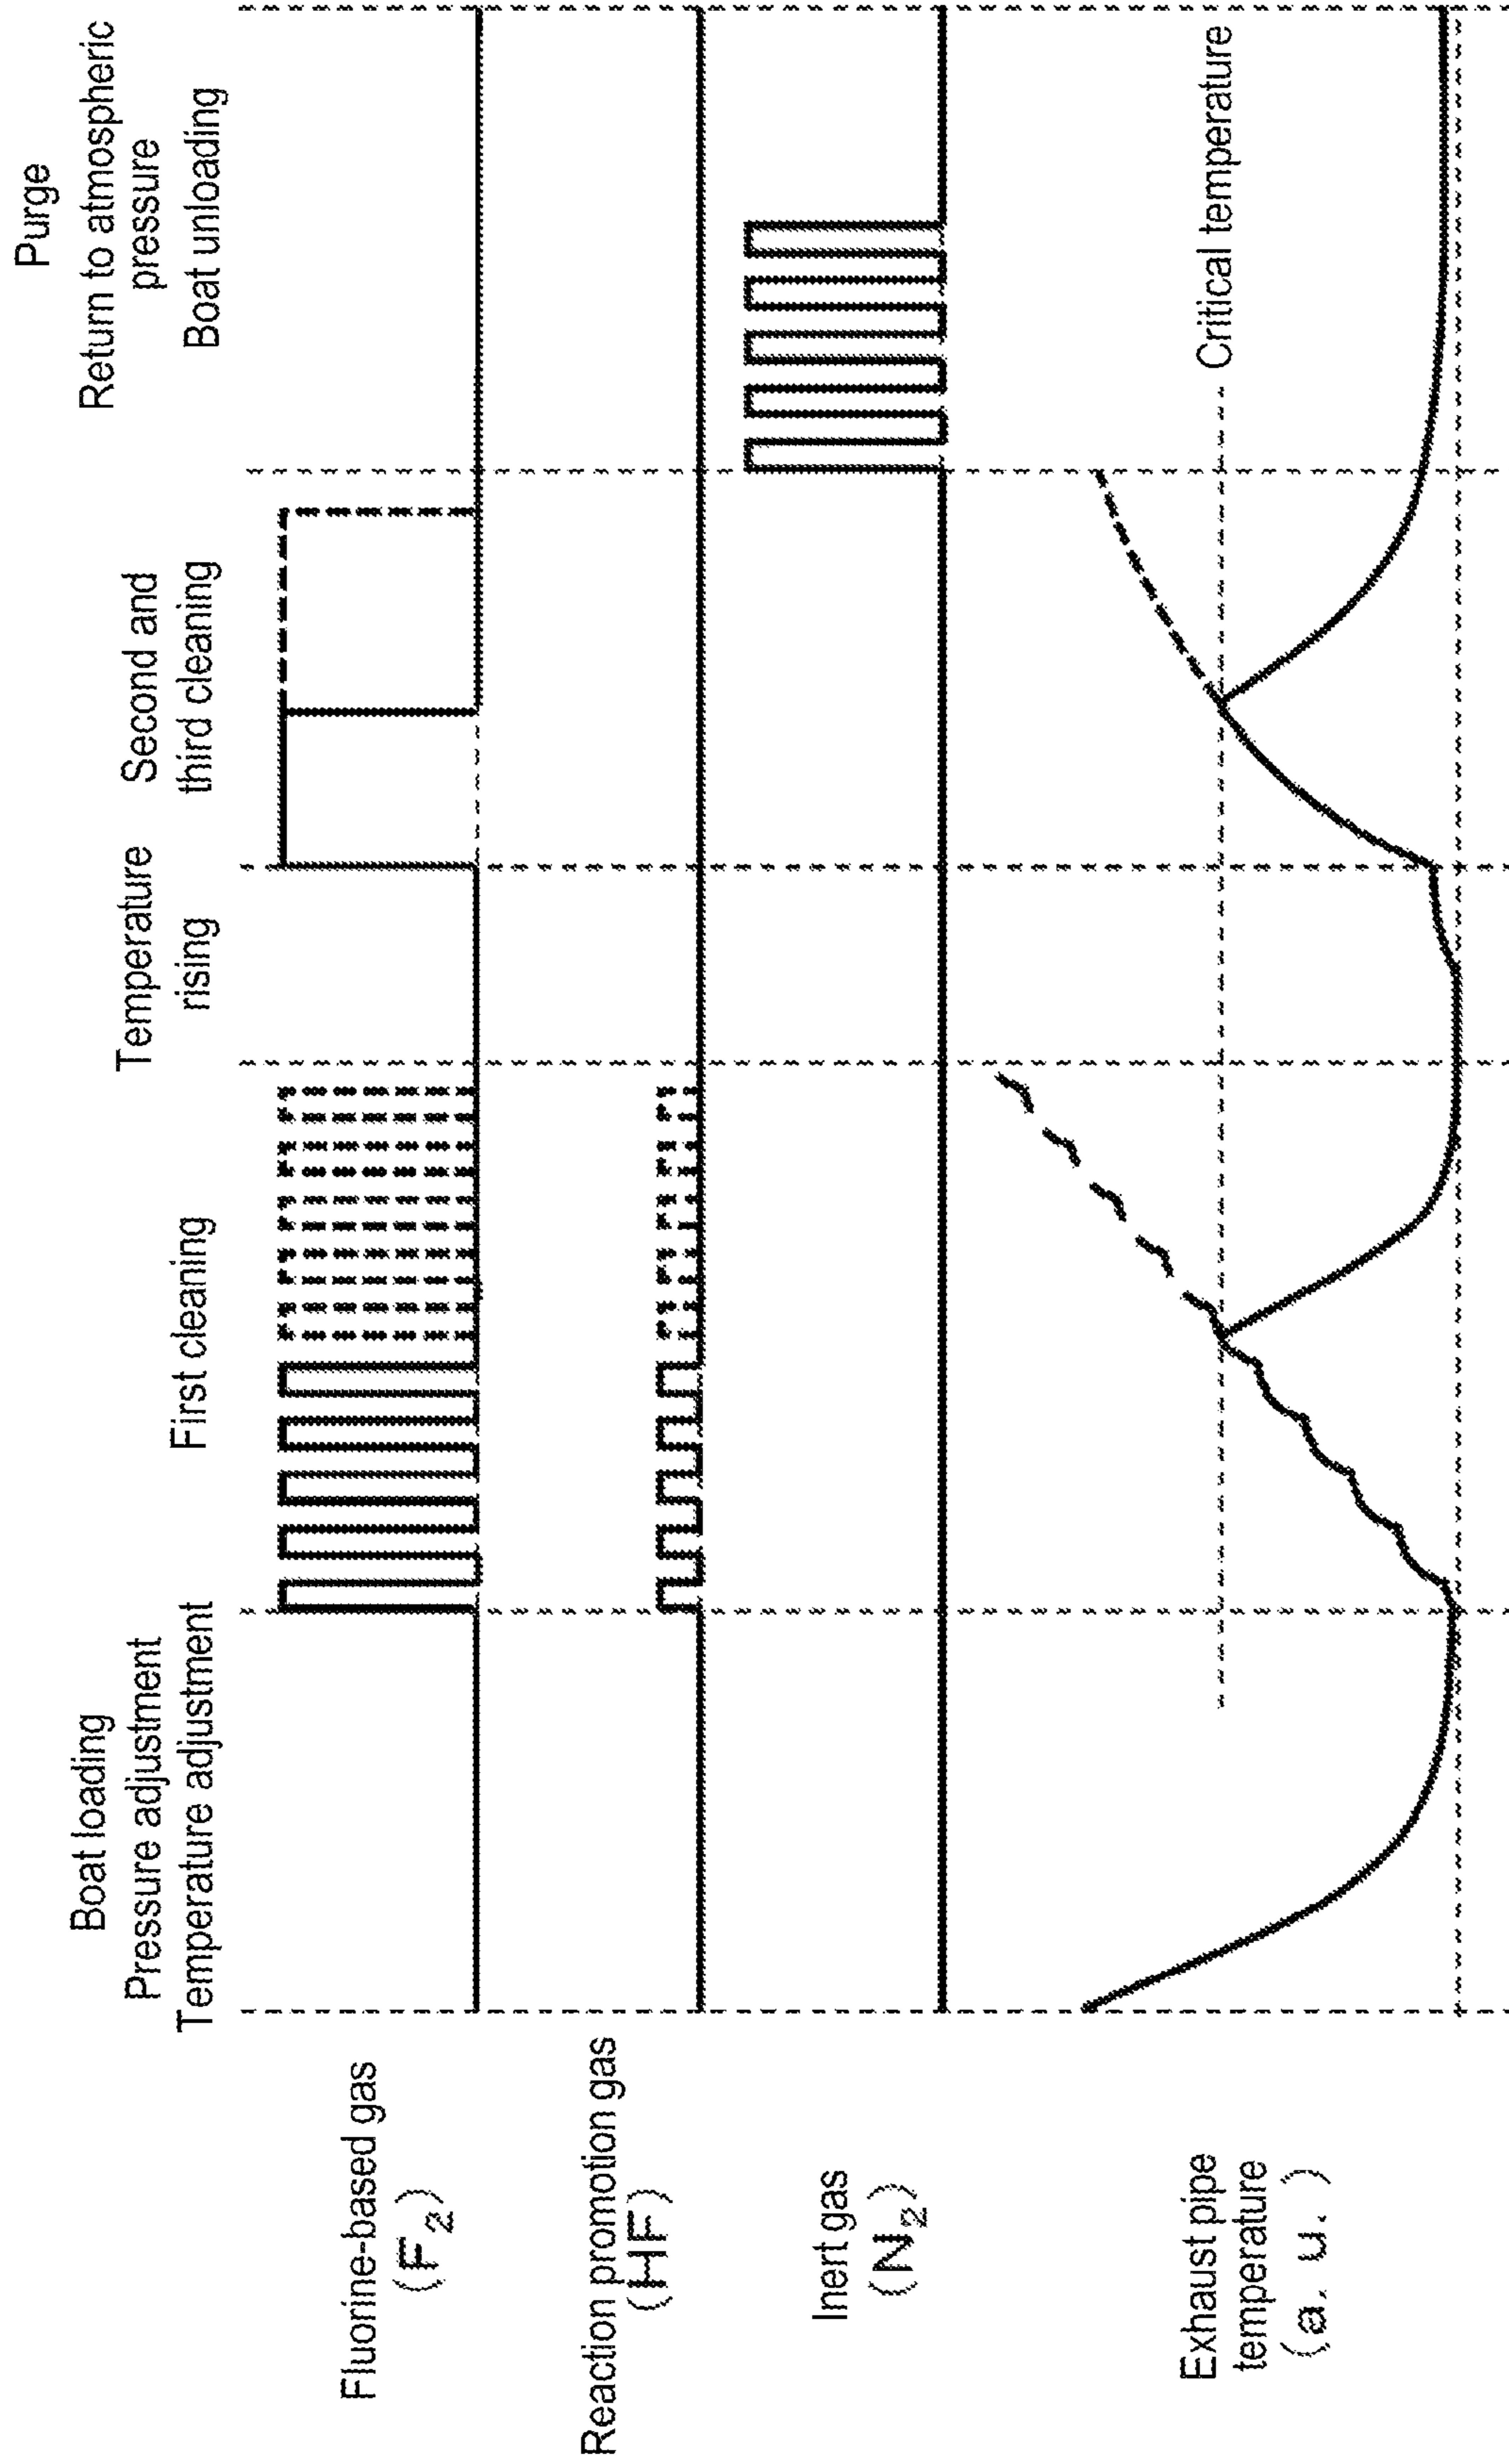 Boat loading
Pressure adjustment
Temperature adjustment
First cleaning
Temperature
rising
Second and
third cleaning
Purge
Return to atmospheric
pressure
Boat unloading
Fluorine-based gas
(F₂)
Reaction promotion gas
(HF)
Inert gas
(N₂)
Exhaust pipe
temperature
(a. u.)
Critical temperature